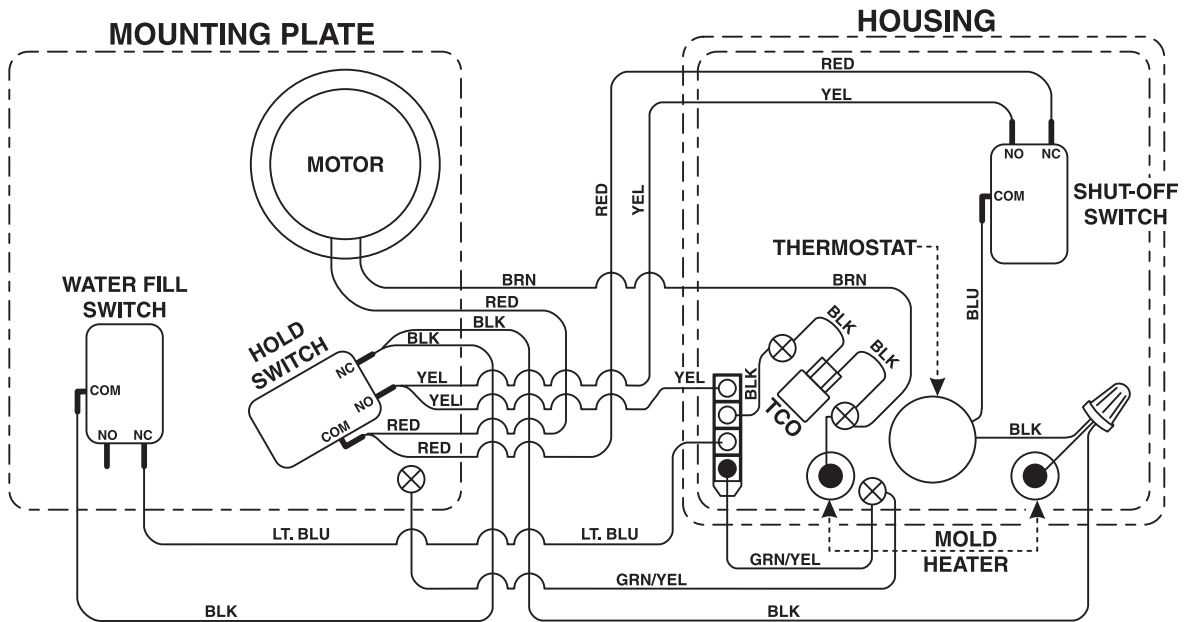 MOUNTING PLATE
HOUSING
RED
YEL
MOTOR
RED
YEL
NO NC
COM
SHUT-OFF
SWITCH
THERMOSTAT
BRN
BRN
WATER FILL
SWITCH
RED
BLU
HOLD
SWITCH
BLK
BLK
BLK
BLK
NC
YEL
YEL
BLK
COM
NO
YEL
TCO
NO NC
COM
RED
RED
BLK
LT. BLU
LT. BLU
MOLD
HEATER
GRN/YEL
GRN/YEL
BLK
BLK